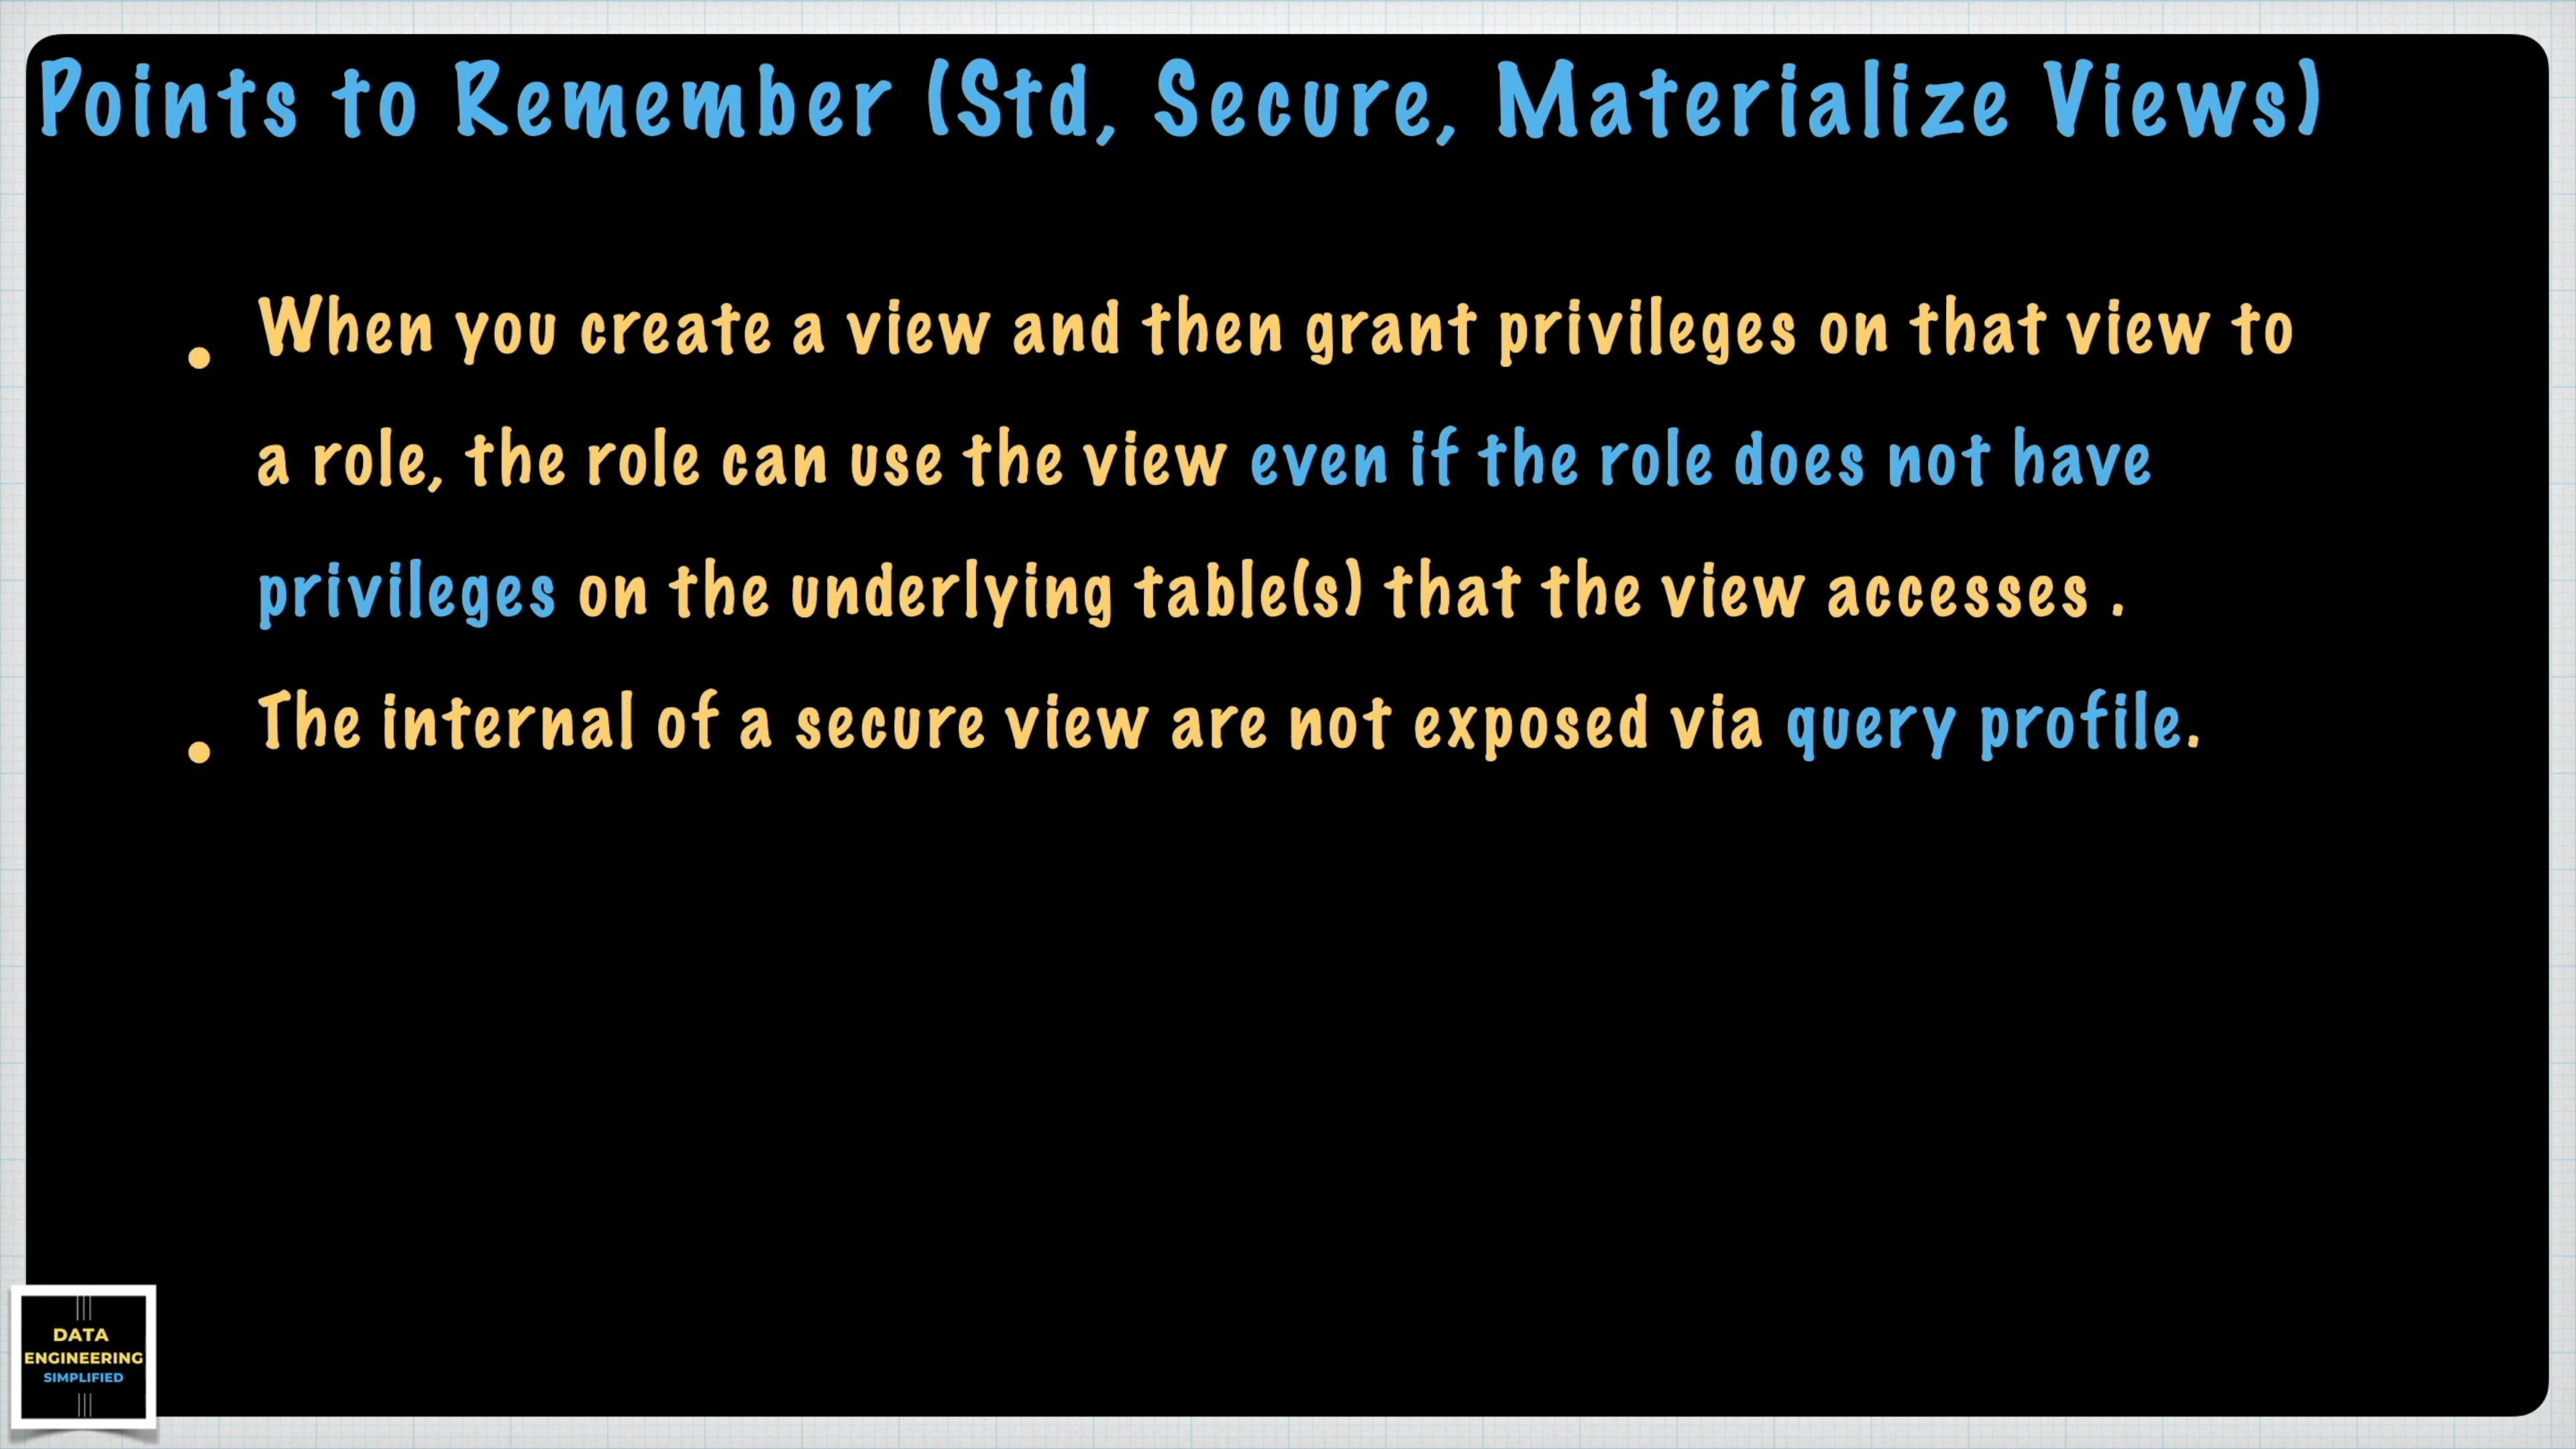 Points to Remember (Std, Secure, Materialize Views)
• When you create a view and then grant privileges on that view to
a role, the role can use the view even if the role does not have
privileges on the underlying table(s) that the view accesses .
• The internal of a secure view are not exposed via query profile.
DATA
ENGINEERING
SIMPLIFIED